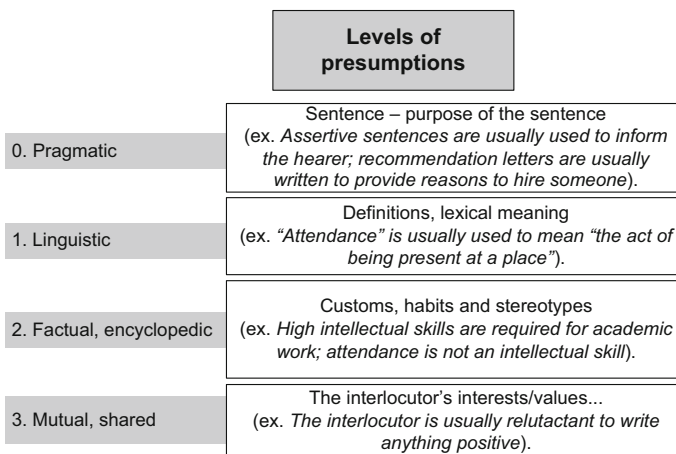 Levels of
presumptions
0. Pragmatic
Sentence – purpose of the sentence
(ex. Assertive sentences are usually used to inform
the hearer; recommendation letters are usually
written to provide reasons to hire someone).
1. Linguistic
Definitions, lexical meaning
(ex. “Attendance” is usually used to mean “the act of
being present at a place”).
2. Factual, encyclopedic
Customs, habits and stereotypes
(ex. High intellectual skills are required for academic
work; attendance is not an intellectual skill).
3. Mutual, shared
The interlocutor’s interests/values...
(ex. The interlocutor is usually relutactant to write
anything positive).